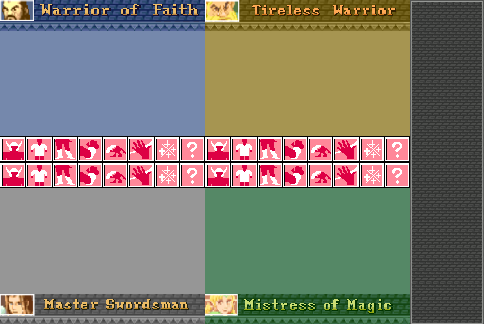 Warrior of Faith
Tireless Warrior
? ?
? ?
Master Swordsman
Mistress of Magic